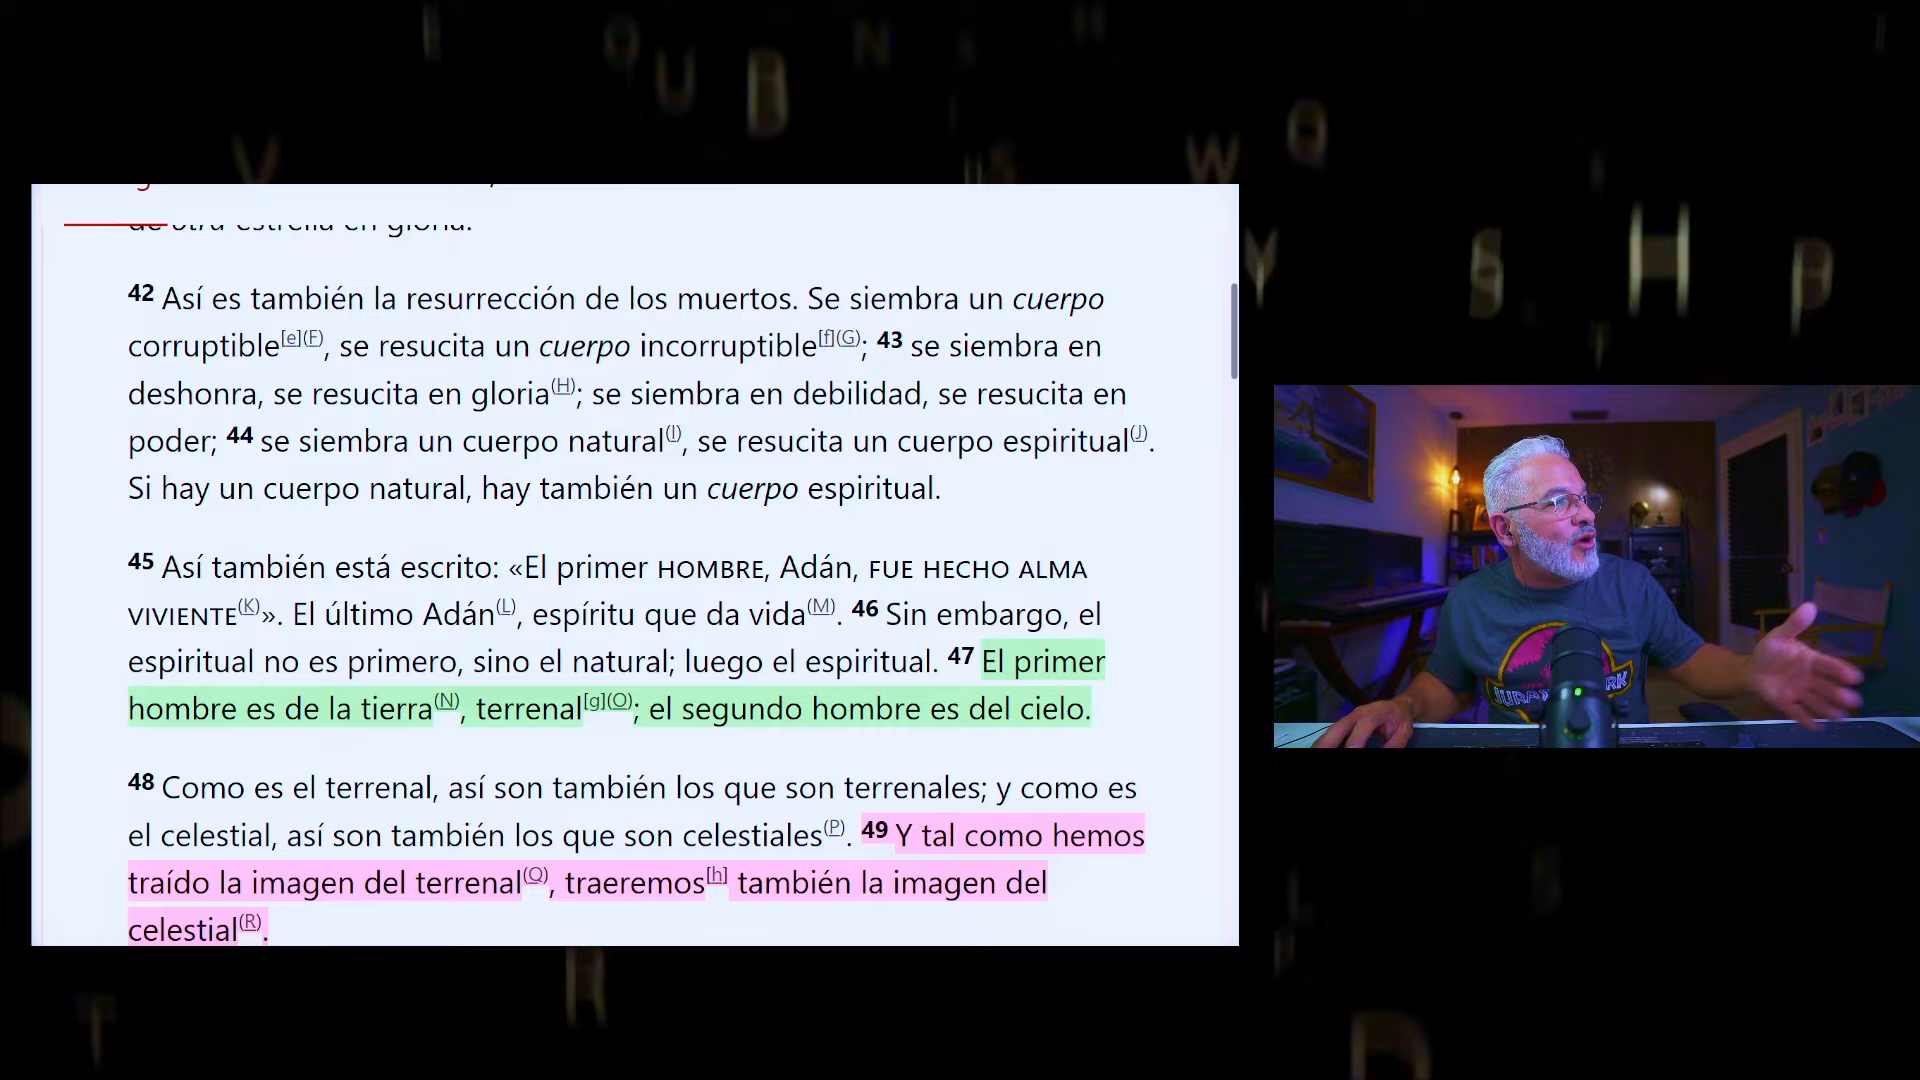 de otra estrella en gloria.
42 Así es también la resurrección de los muertos. Se siembra un cuerpo
corruptible[e](F), se resucita un cuerpo incorruptible[f](G); 43 se siembra en
deshonra, se resucita en gloria(H); se siembra en debilidad, se resucita en
poder; 44 se siembra un cuerpo natural(I), se resucita un cuerpo espiritual(J).
Si hay un cuerpo natural, hay también un cuerpo espiritual.
45 Así también está escrito: «El primer HOMBRE, Adán, FUE HECHO ALMA
VIVIENTE(K)». El último Adán(L), espíritu que da vida(M). 46 Sin embargo, el
espiritual no es primero, sino el natural; luego el espiritual. 47 El primer
hombre es de la tierra(N), terrenal[g](O); el segundo hombre es del cielo.
48 Como es el terrenal, así son también los que son terrenales; y como es
el celestial, así son también los que son celestiales(P). 49 Y tal como hemos
traído la imagen del terrenal(Q), traeremos[h] también la imagen del
celestial(R).